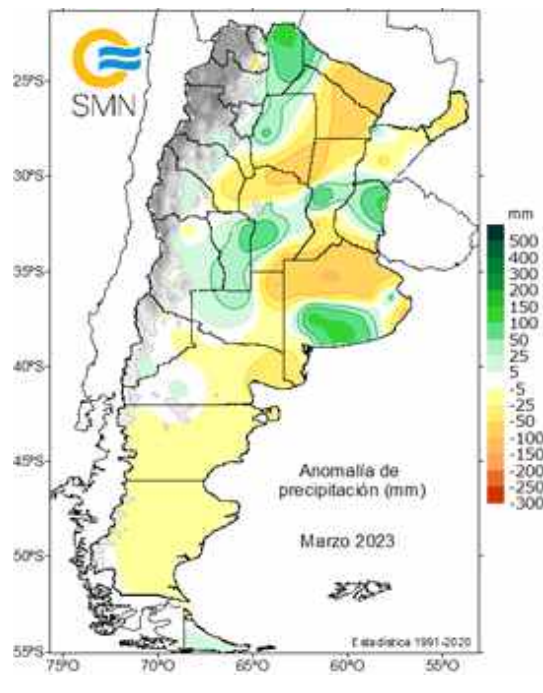 SMN
25°S
30°S
35°S
40°S
45°S
50°S
55°S
75°O
70°O
65°O
60°O
55°O
mm
500
400
300
200
150
100
50
25
5
-5
-25
-50
-100
-150
-200
-250
-300
Anomalía de
precipitación (mm)
Marzo 2023
Estadística 1991-2020